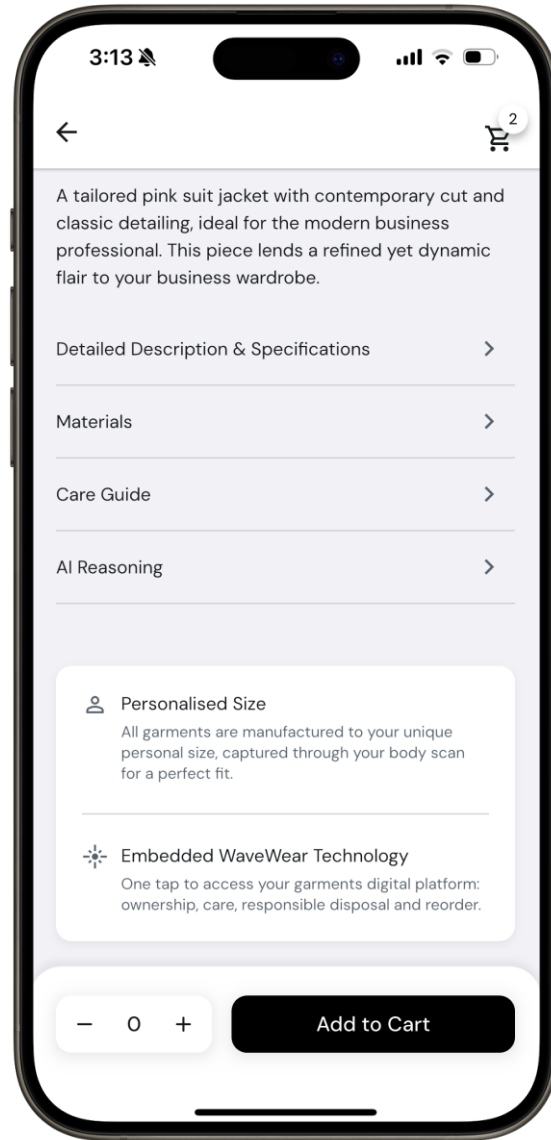 3:13
2
A tailored pink suit jacket with contemporary cut and
classic detailing, ideal for the modern business
professional. This piece lends a refined yet dynamic
flair to your business wardrobe.
Detailed Description & Specifications
Materials
Care Guide
AI Reasoning
Personalised Size
All garments are manufactured to your unique
personal size, captured through your body scan
for a perfect fit.
Embedded WaveWear Technology
One tap to access your garments digital platform:
ownership, care, responsible disposal and reorder.
− 0 + Add to Cart